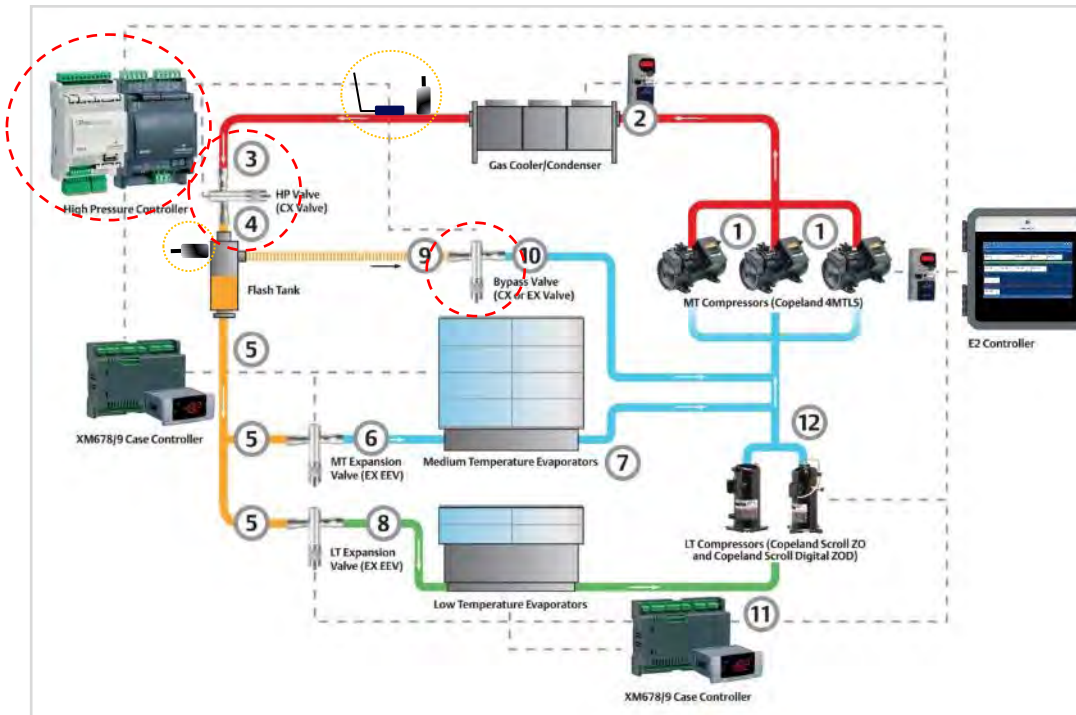 2
Gas Cooler/Condenser
3
HP Valve
(CX Valve)
High Pressure Controller
4
1
1
9
10
Bypass Valve
(CX or EX Valve)
MT Compressors (Copeland 4MTLS)
Flash Tank
E2 Controller
5
XM678/9 Case Controller
5
6
MT Expansion
Valve (EX EEV)
Medium Temperature Evaporators
7
12
5
8
LT Expansion
Valve (EX EEV)
LT Compressors (Copeland Scroll ZO
and Copeland Scroll Digital ZOD)
Low Temperature Evaporators
11
XM678/9 Case Controller